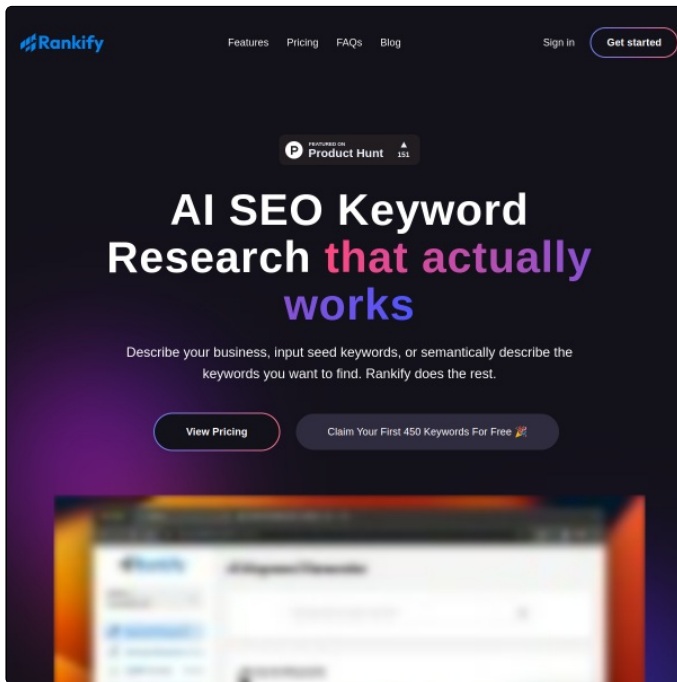 Rankify
Features Pricing FAQs Blog
Sign in
Get started
P
FEATURED ON
Product Hunt
▲
151
AI SEO Keyword
Research that actually
works
Describe your business, input seed keywords, or semantically describe the
keywords you want to find. Rankify does the rest.
View Pricing
Claim Your First 450 Keywords For Free 🎉